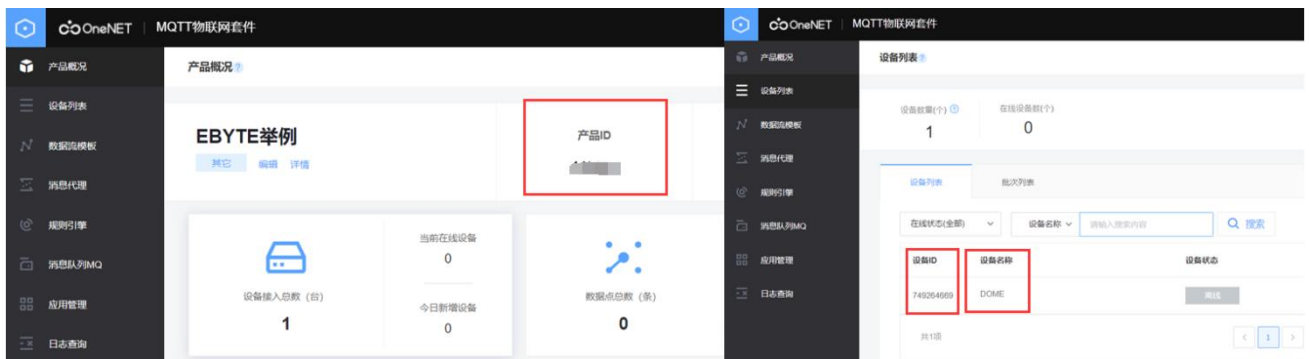 OneNET | MQTT物联网套件
产品概况
设备列表
数据流模板
消息代理
规则引擎
消息队列MQ
应用管理
日志查询
产品概况?
EBYTE举例
其它 编辑 详情
产品ID
设备接入总数 (台)
1
当前在线设备
0
今日新增设备
0
数据点总数 (条)
0
OneNET | MQTT物联网套件
产品概况
设备列表
数据流模板
消息代理
规则引擎
消息队列MQ
应用管理
日志查询
设备列表?
设备数量(个) ?
1
在线设备数(个)
0
设备列表 批次列表
在线状态(全部) 设备名称 请输入搜索内容 搜索
设备ID 设备名称 设备状态
749264669 DOME 离线
共1项
< 1 >